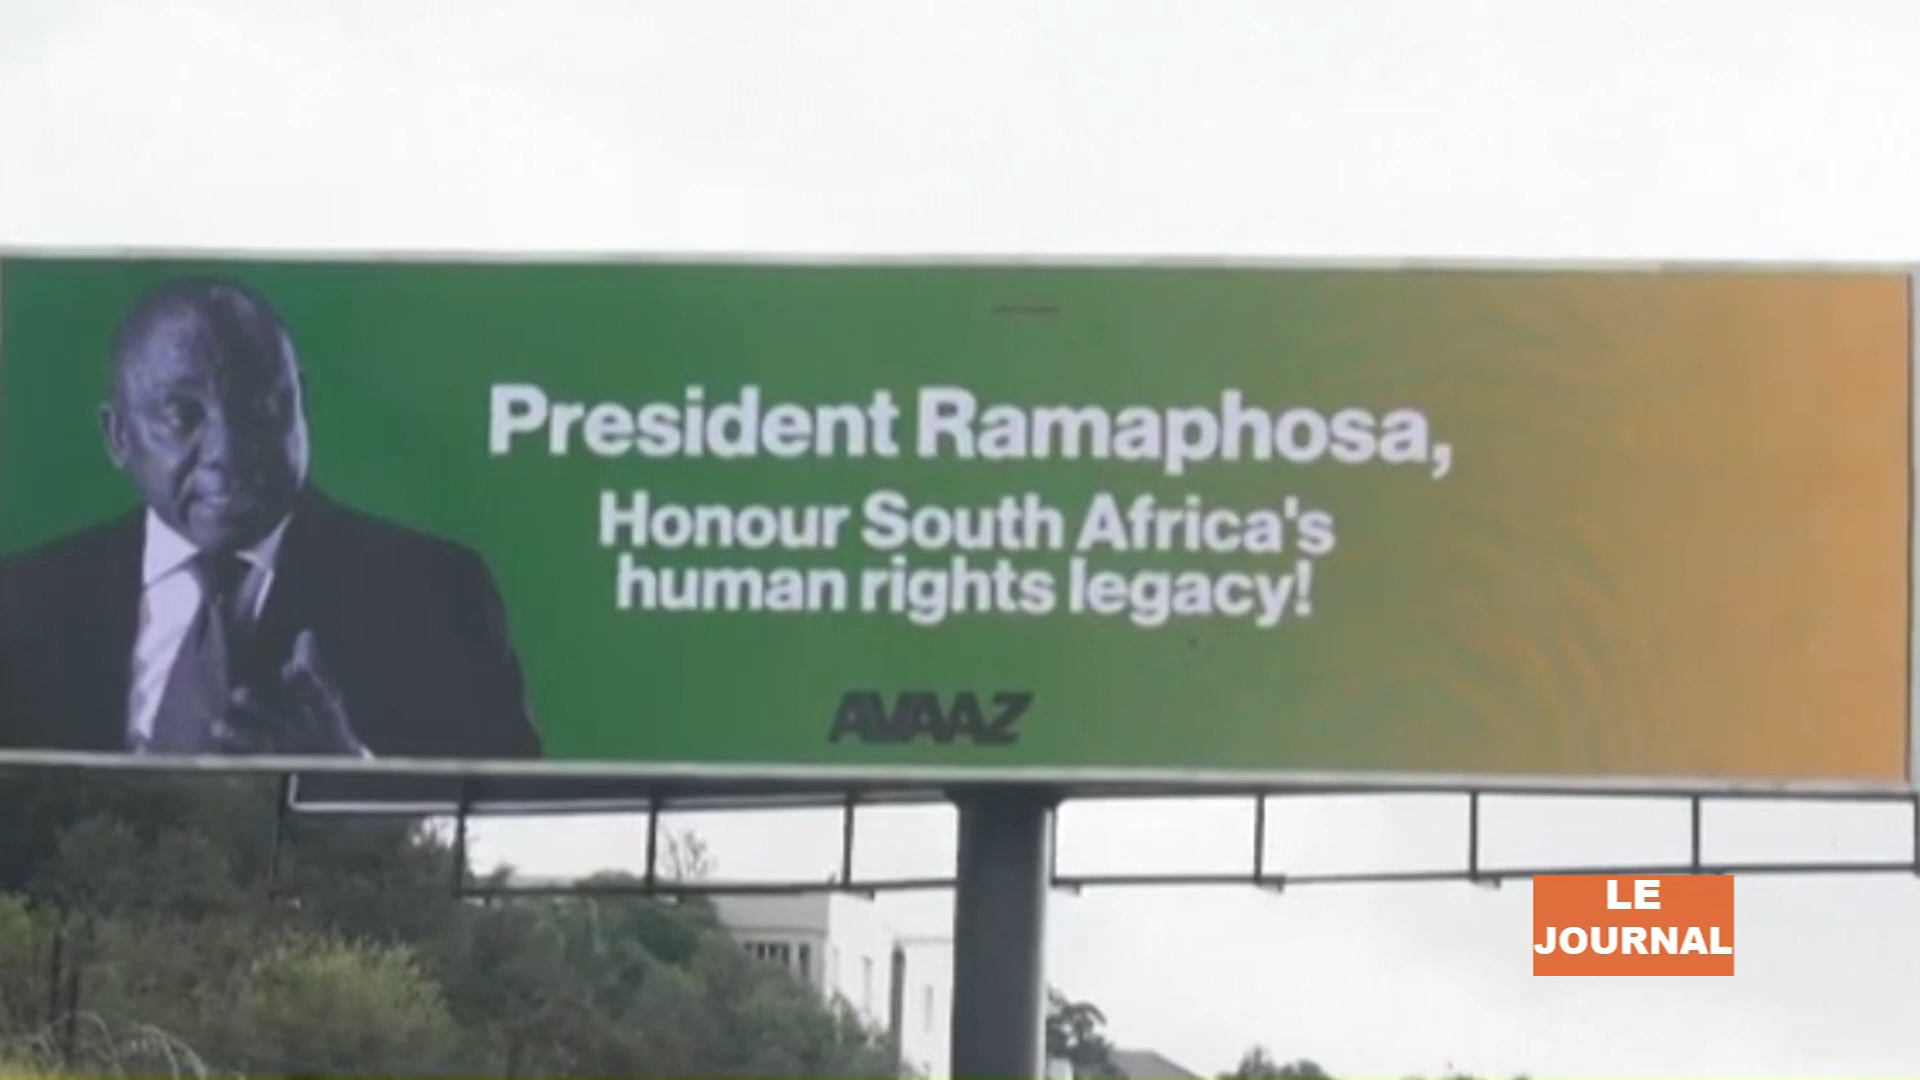 President Ramaphosa,
Honour South Africa's
human rights legacy!
AVAAZ
LE
JOURNAL